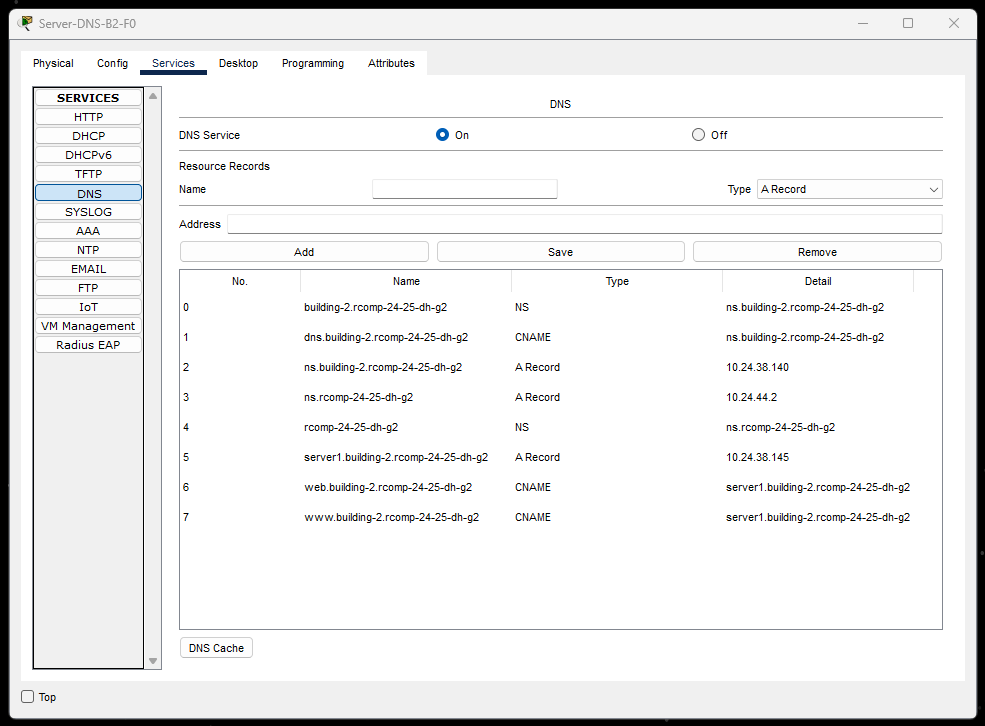 Server-DNS-B2-F0
Physical Config Services Desktop Programming Attributes
SERVICES
HTTP
DHCP
DHCPv6
TFTP
DNS
SYSLOG
AAA
NTP
EMAIL
FTP
IoT
VM Management
Radius EAP
DNS
DNS Service On Off
Resource Records
Name Type A Record
Address
Add Save Remove
No. Name Type Detail
0 building-2.rcomp-24-25-dh-g2 NS ns.building-2.rcomp-24-25-dh-g2
1 dns.building-2.rcomp-24-25-dh-g2 CNAME ns.building-2.rcomp-24-25-dh-g2
2 ns.building-2.rcomp-24-25-dh-g2 A Record 10.24.38.140
3 ns.rcomp-24-25-dh-g2 A Record 10.24.44.2
4 rcomp-24-25-dh-g2 NS ns.rcomp-24-25-dh-g2
5 server1.building-2.rcomp-24-25-dh-g2 A Record 10.24.38.145
6 web.building-2.rcomp-24-25-dh-g2 CNAME server1.building-2.rcomp-24-25-dh-g2
7 www.building-2.rcomp-24-25-dh-g2 CNAME server1.building-2.rcomp-24-25-dh-g2
DNS Cache
Top